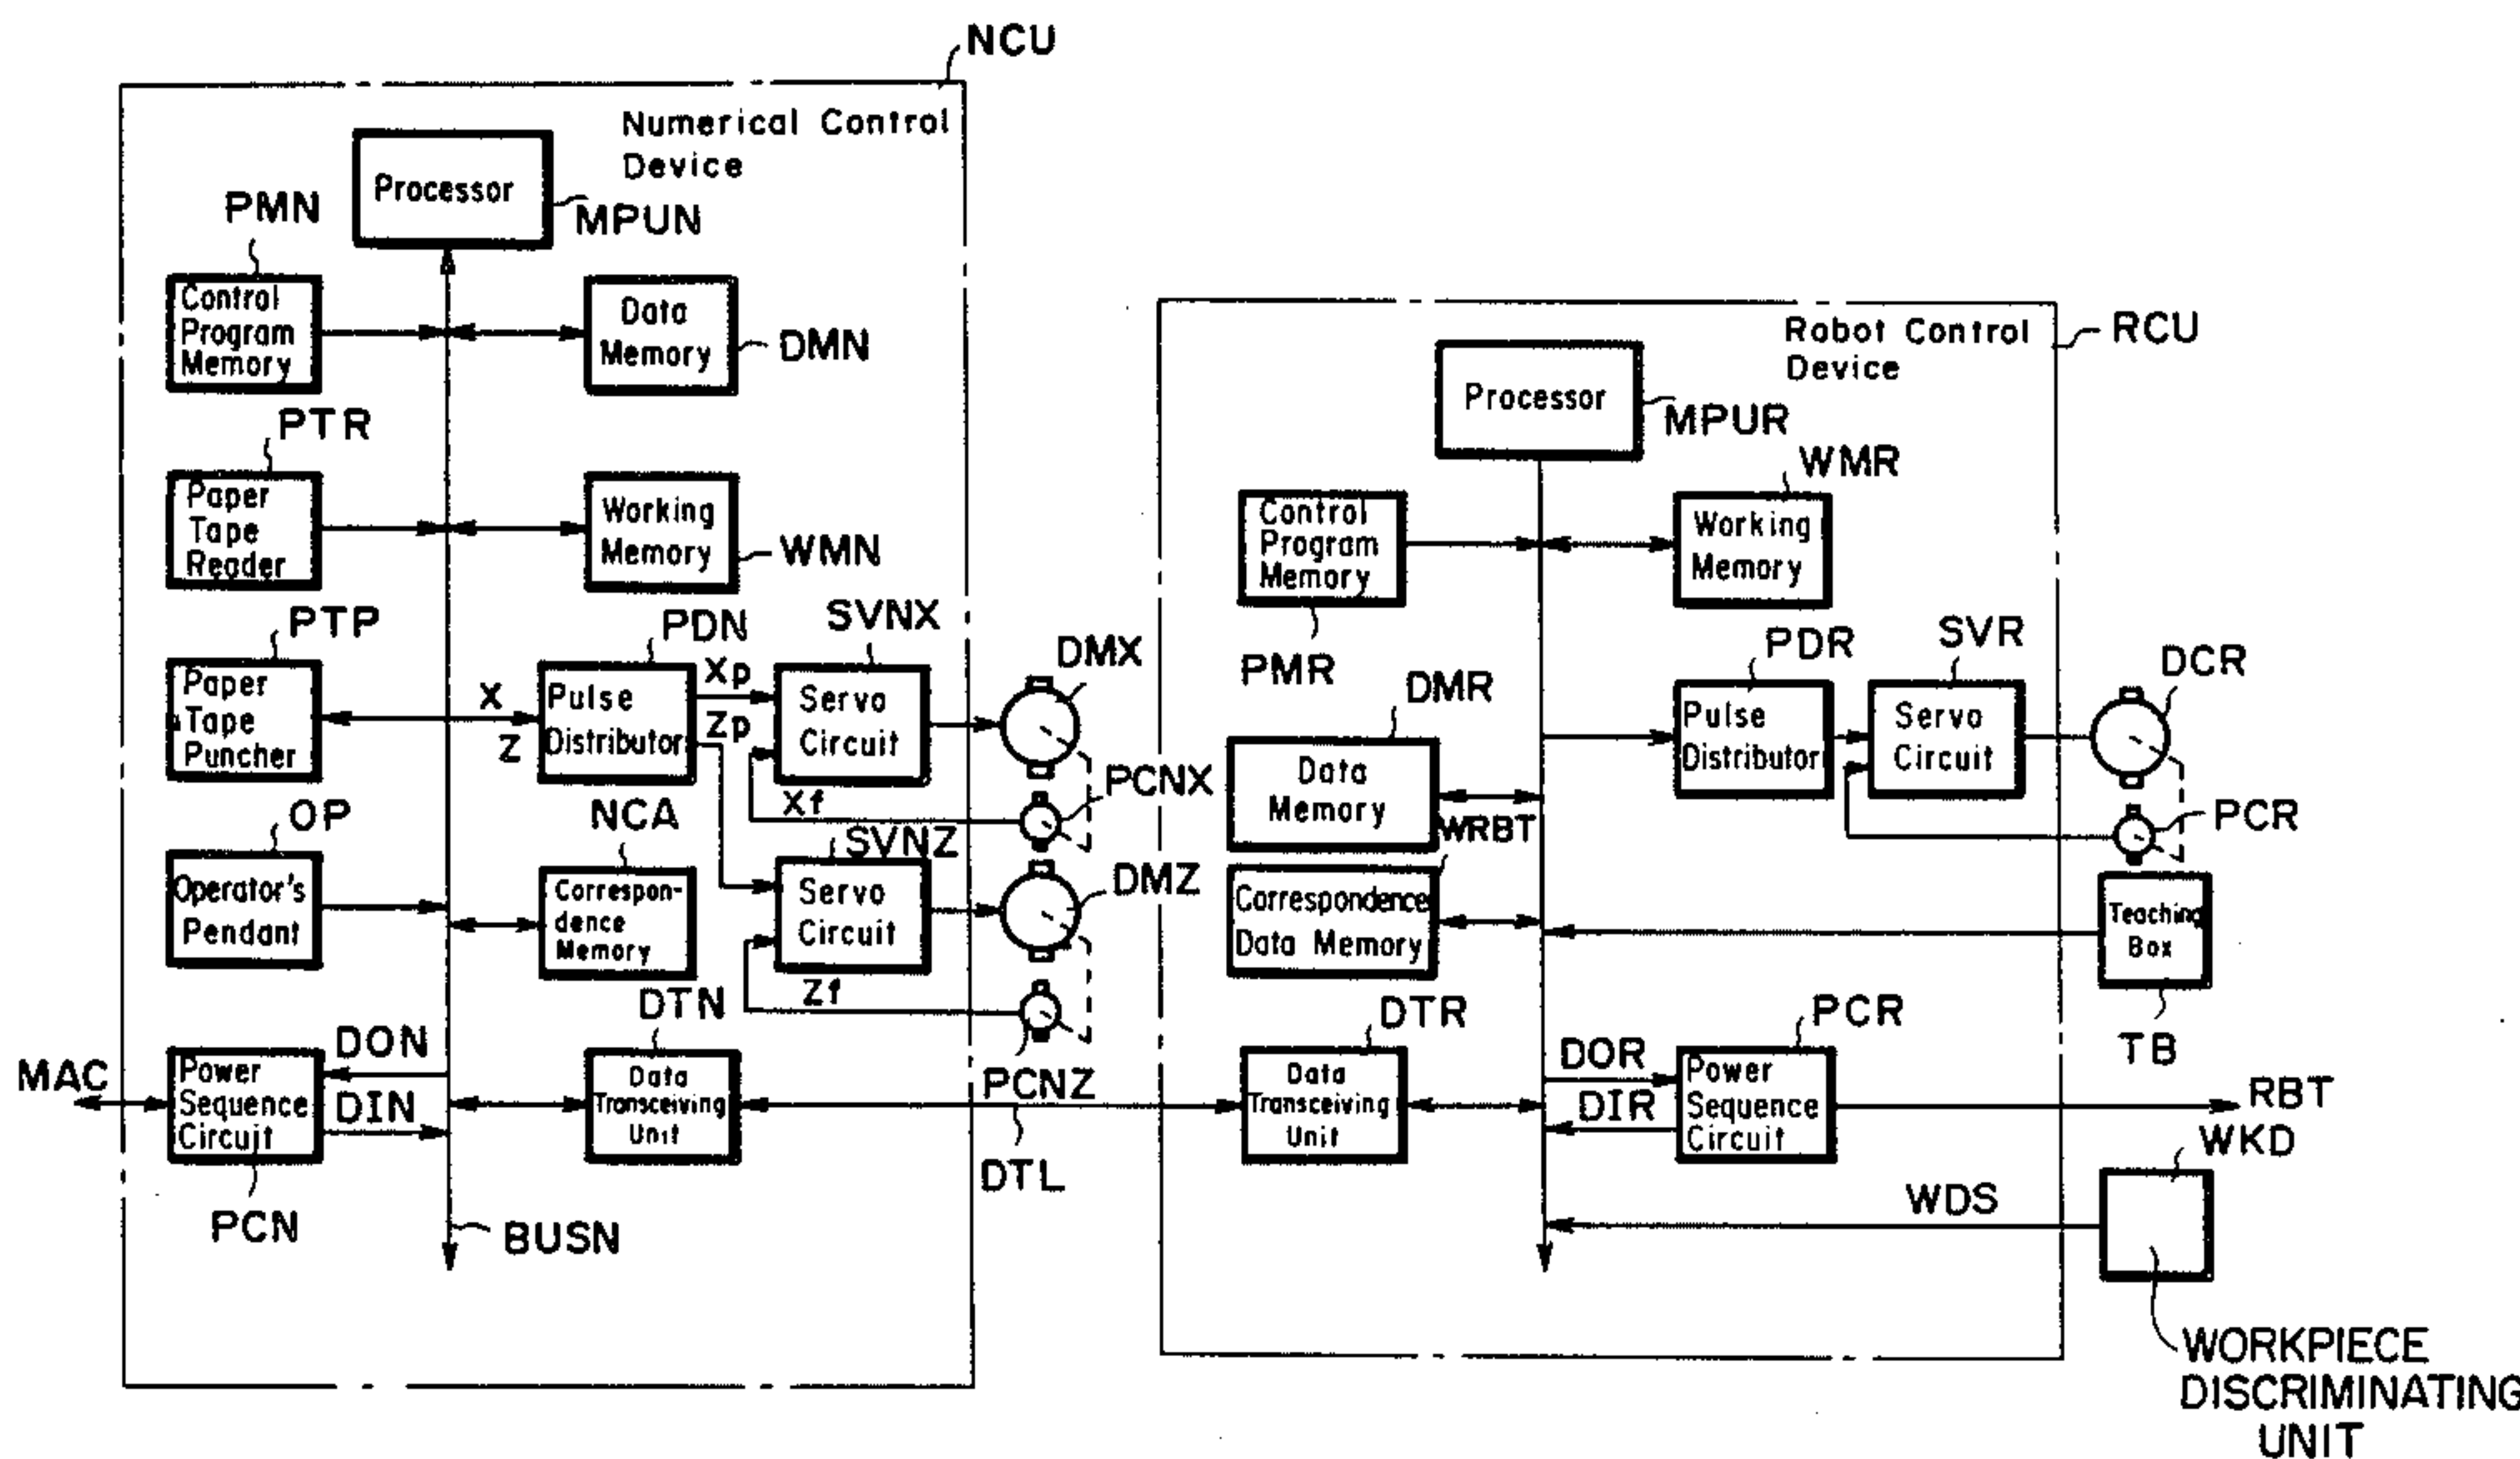 NCU
Numerical Control
Device
Processor
MPUN
PMN
Control
Program
Memory
Data
Memory
DMN
PTR
Paper
Tape
Reader
Working
Memory
WMN
PTP
Paper
Tape
Puncher
X
Z
PDN
Pulse
Distributor
Xp
Zp
SVNX
Servo
Circuit
DMX
Xf
PCNX
OP
Operator's
Pendant
NCA
Correspon-
dence
Memory
SVNZ
Servo
Circuit
DMZ
Zf
PCNZ
MAC
Power
Sequence
Circuit
PCN
DON
DIN
DTN
Data
Transceiving
Unit
DTL
BUSN
Robot Control
Device
RCU
Processor
MPUR
Control
Program
Memory
PMR
WMR
Working
Memory
DMR
Data
Memory
PDR
Pulse
Distributor
SVR
Servo
Circuit
DCR
PCR
WRBT
Correspondence
Data Memory
Teaching
Box
TB
DTR
Data
Transceiving
Unit
DOR
DIR
PCR
Power
Sequence
Circuit
RBT
WKD
WDS
WORKPIECE
DISCRIMINATING
UNIT